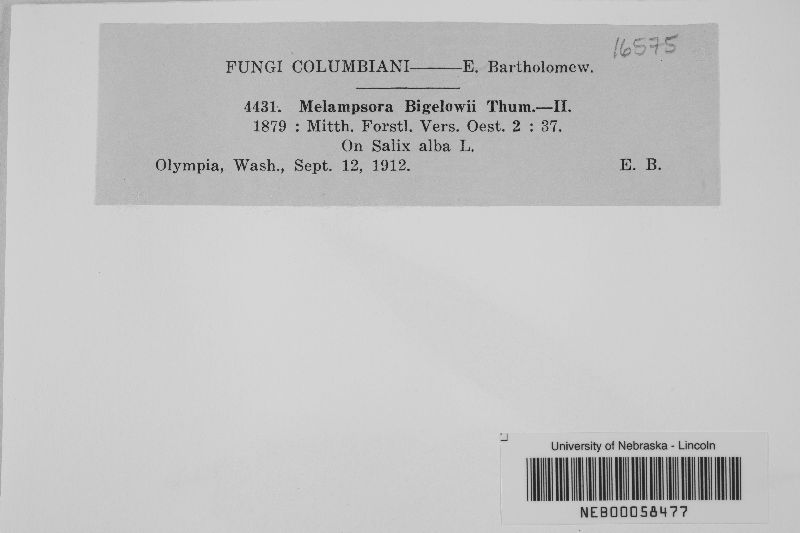 16575
FUNGI COLUMBIANI——E. Bartholomew.
4431. Melampsora Bigelowii Thum.—II.
1879 : Mitth. Forstl. Vers. Oest. 2 : 37.
On Salix alba L.
Olympia, Wash., Sept. 12, 1912. E. B.
University of Nebraska - Lincoln
NEB00058477